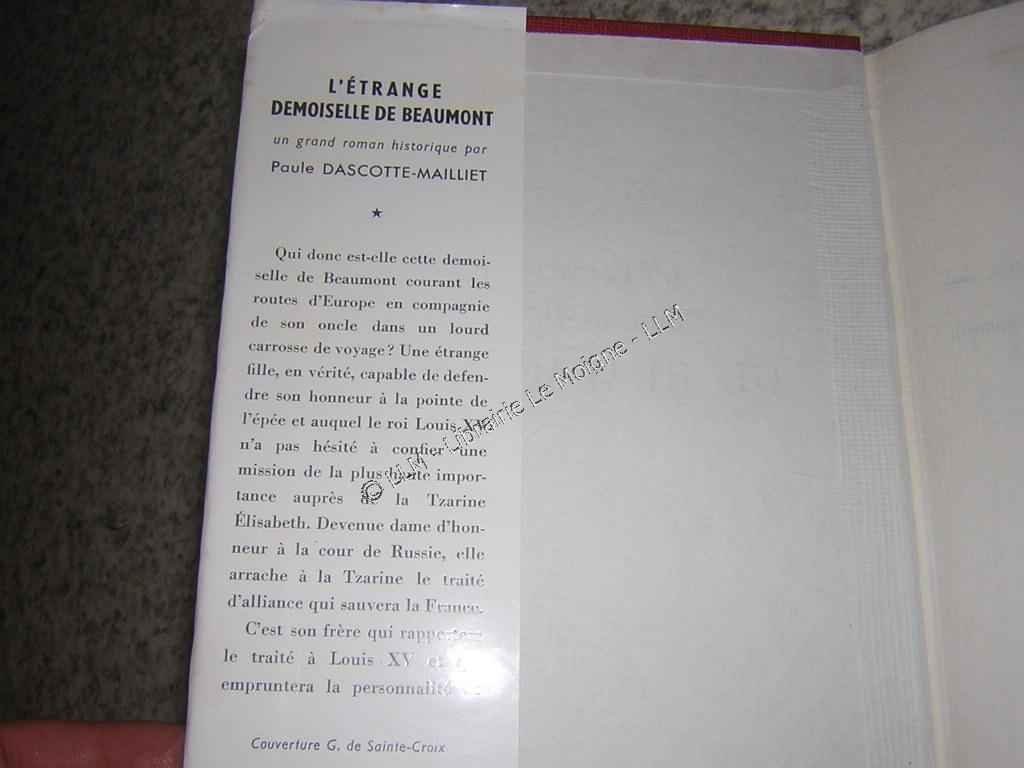 L'ÉTRANGE
DEMOISELLE DE BEAUMONT
un grand roman historique par
Paule DASCOTTE-MAILLIET
★
Qui donc est-elle cette demoi-
selle de Beaumont courant les
routes d'Europe en compagnie
de son oncle dans un lourd
carrosse de voyage ? Une étrange
fille, en vérité, capable de defen-
dre son honneur à la pointe de
l'épée et auquel le roi Louis XV
n'a pas hésité à confier une
mission de la plus haute impor-
tance auprès de la Tzarine
Élisabeth. Devenue dame d'hon-
neur à la cour de Russie, elle
arrache à la Tzarine le traité
d'alliance qui sauvera la France.
C'est son frère qui rapportera
le traité à Louis XV et
empruntera la personnalité
Couverture G. de Sainte-Croix
© LLM - Librairie Le Moigne - LLM